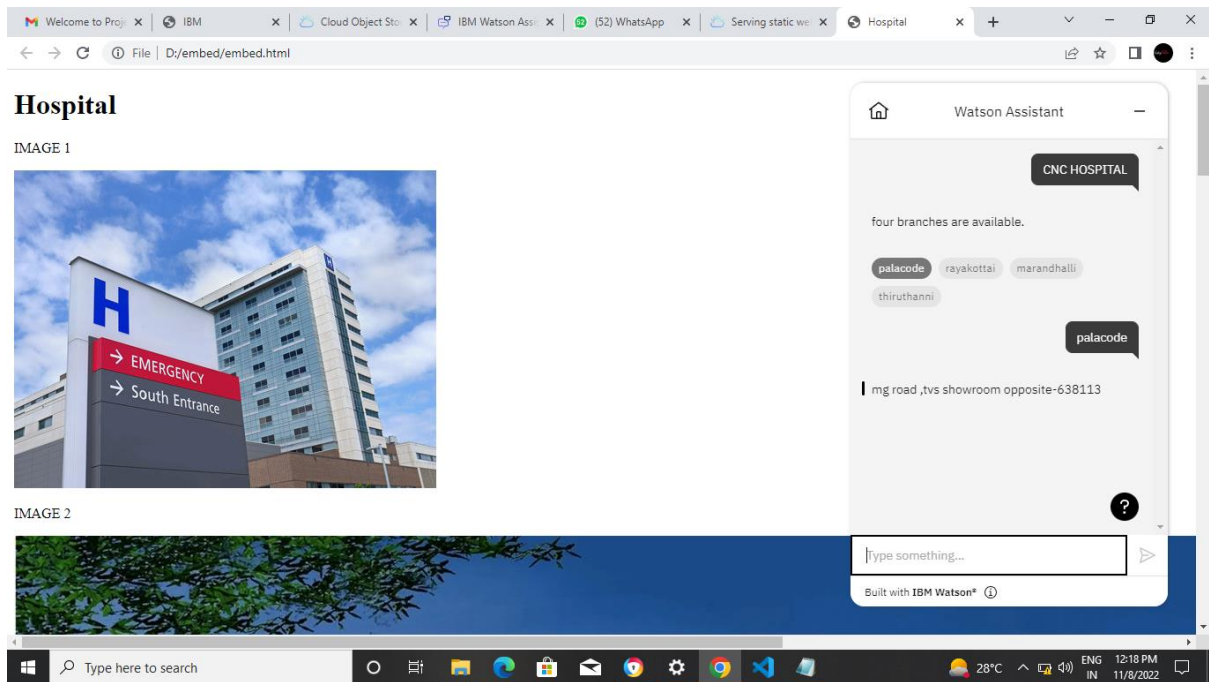 Welcome to Proje
IBM
Cloud Object Sto
IBM Watson Assi
(52) WhatsApp
Serving static we
Hospital
File | D:/embed/embed.html
Hospital
IMAGE 1
H
H
→ EMERGENCY
→ South Entrance
IMAGE 2
Watson Assistant
CNC HOSPITAL
four branches are available.
palacode rayakottai marandhalli
thiruthanni
palacode
mg road ,tvs showroom opposite-638113
?
Type something...
Built with IBM Watson®
Type here to search
28°C
ENG
IN
12:18 PM
11/8/2022